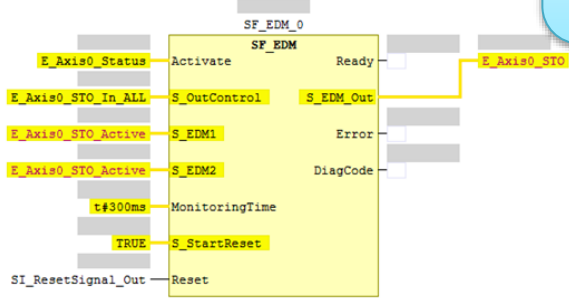 SF_EDM_0
SF_EDM
E_Axis0_Status Activate Ready E_Axis0_STO
E_Axis0_STO_In_ALL S_OutControl S_EDM_Out
E_Axis0_STO_Active S_EDM1 Error
E_Axis0_STO_Active S_EDM2 DiagCode
t#300ms MonitoringTime
TRUE S_StartReset
SI_ResetSignal_Out Reset